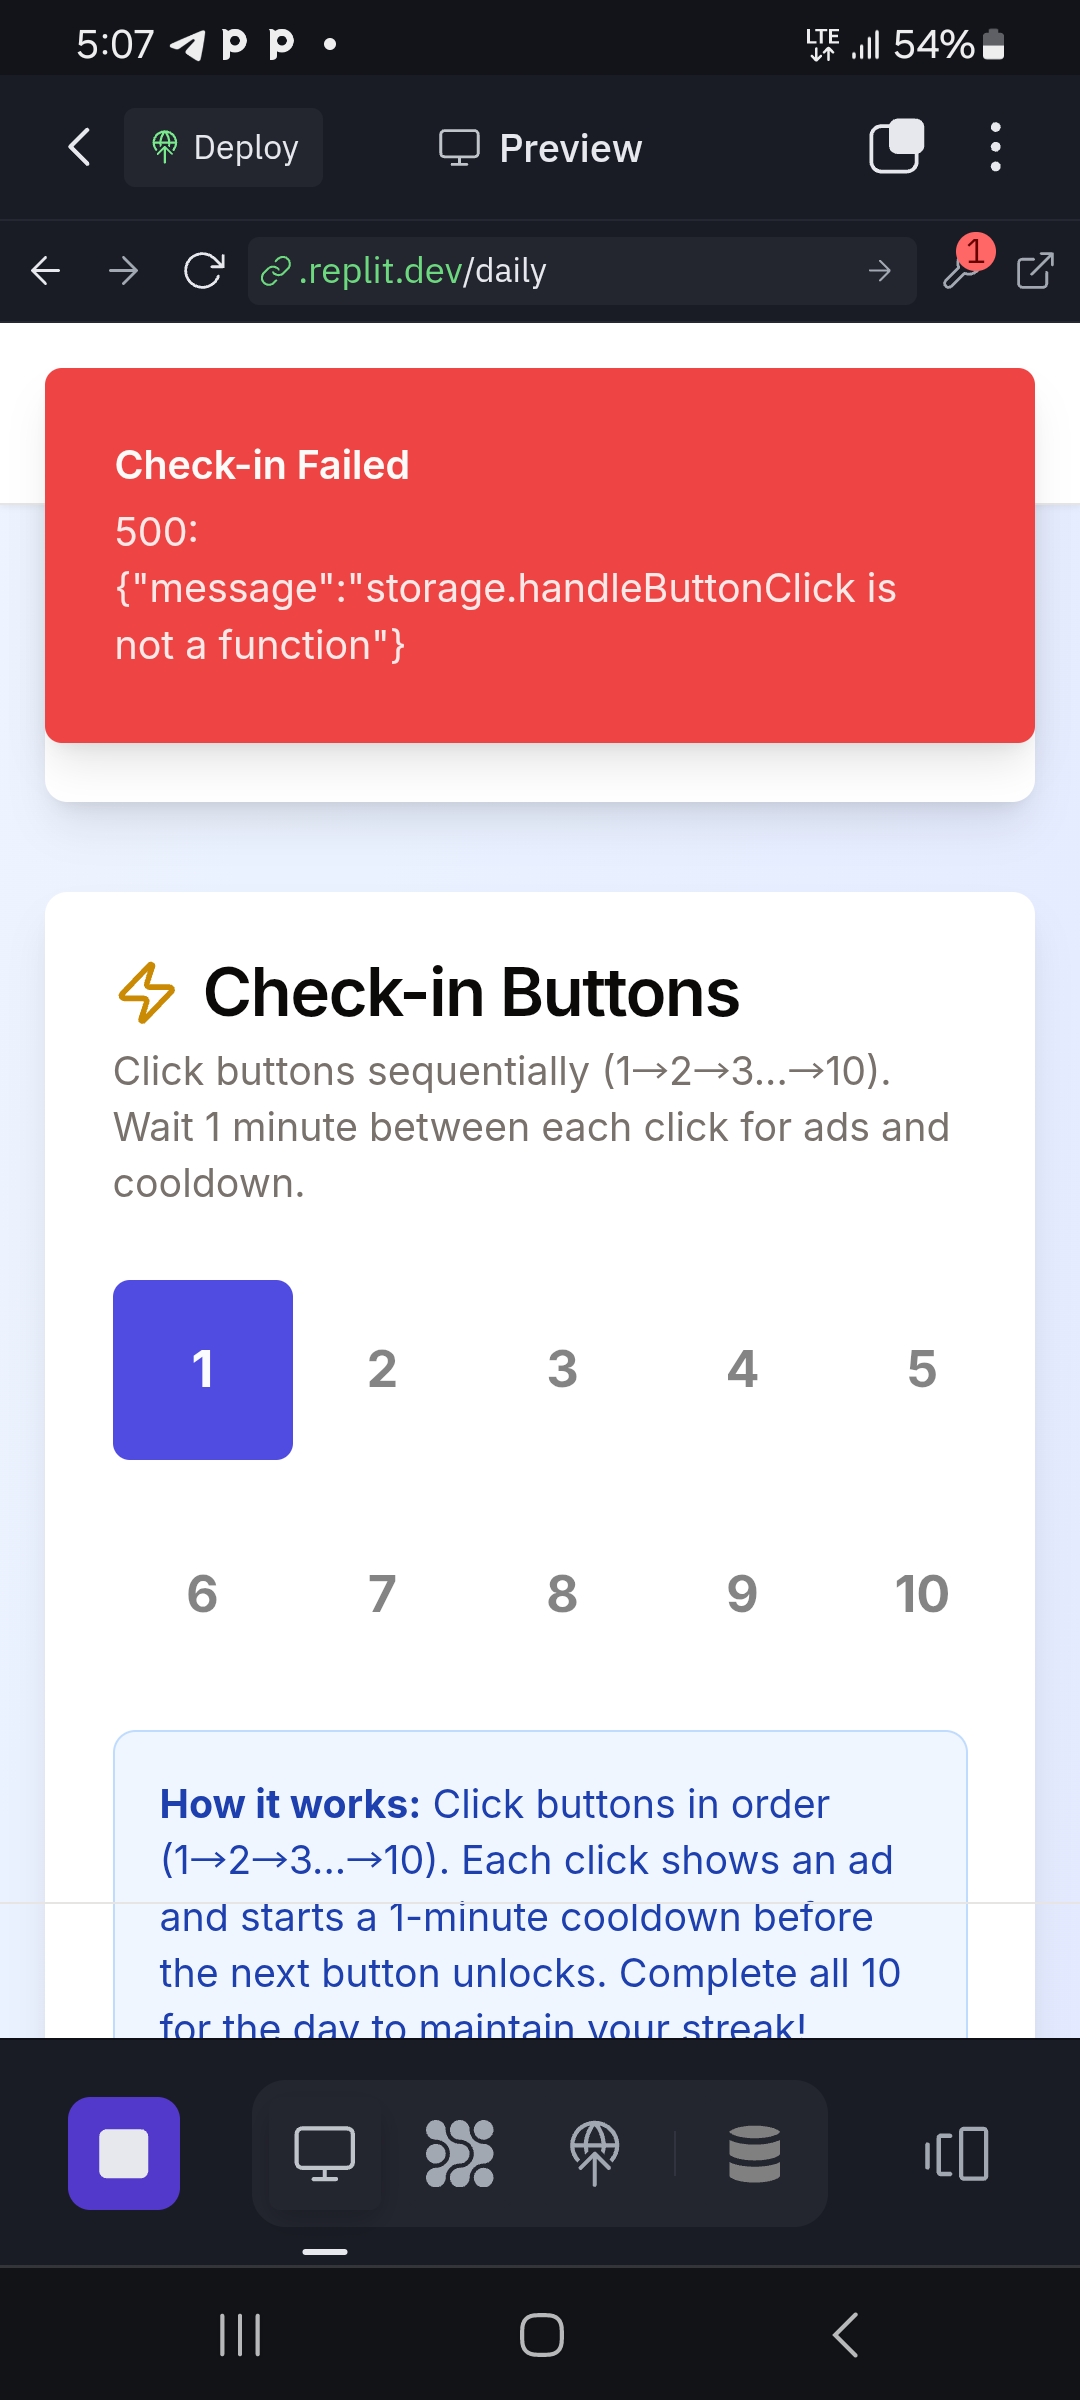 5:07
LTE
54%
Deploy
Preview
.replit.dev/daily
1
Check-in Failed
500:
{"message":"storage.handleButtonClick is
not a function"}
Check-in Buttons
Click buttons sequentially (1→2→3...→10).
Wait 1 minute between each click for ads and
cooldown.
1 2 3 4 5
6 7 8 9 10
How it works: Click buttons in order
(1→2→3...→10). Each click shows an ad
and starts a 1-minute cooldown before
the next button unlocks. Complete all 10
for the day to maintain your streak!